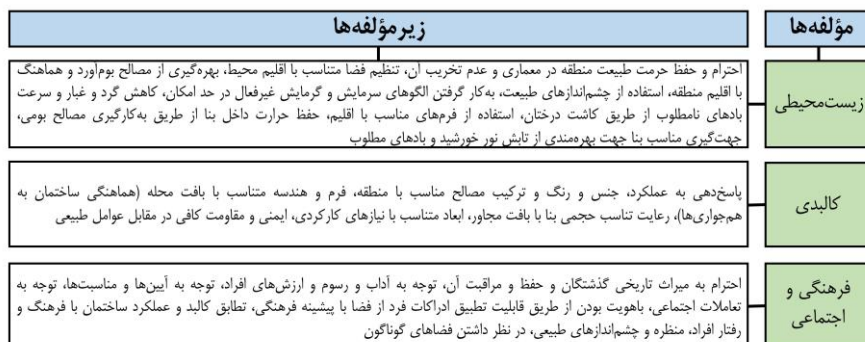 مؤلفه‌ها
زیرمؤلفه‌ها
زیست‌محیطی
احترام و حفظ حرمت طبیعت منطقه در معماری و عدم تخریب آن، تنظیم فضا متناسب با اقلیم محیط، بهره‌گیری از مصالح بوم‌آورد و هماهنگ
با اقلیم منطقه، استفاده از چشم‌اندازهای طبیعت، به‌کار گرفتن الگوهای سرمایش و گرمایش غیرفعال در حد امکان، کاهش گرد و غبار و سرعت
بادهای نامطلوب از طریق کاشت درختان، استفاده از فرم‌های مناسب با اقلیم، حفظ حرارت داخل بنا از طریق به‌کارگیری مصالح بومی،
جهت‌گیری مناسب بنا جهت بهره‌مندی از تابش نور خورشید و بادهای مطلوب
کالبدی
پاسخ‌دهی به عملکرد، جنس و رنگ و ترکیب مصالح مناسب با منطقه، فرم و هندسه متناسب با بافت محله (هماهنگی ساختمان به
هم‌جواری‌ها)، رعایت تناسب حجمی بنا با بافت مجاور، ابعاد متناسب با نیازهای کارکردی، ایمنی و مقاومت کافی در مقابل عوامل طبیعی
فرهنگی و
اجتماعی
احترام به میراث تاریخی گذشتگان و حفظ و مراقبت آن، توجه به آداب و رسوم و ارزش‌های افراد، توجه به آیین‌ها و مناسبت‌ها، توجه به
تعاملات اجتماعی، باهویت بودن از طریق قابلیت تطبیق ادراکات فرد از فضا با پیشینه فرهنگی، تطابق کالبد و عملکرد ساختمان با فرهنگ و
رفتار افراد، منظره و چشم‌اندازهای طبیعی، در نظر داشتن فضاهای گوناگون